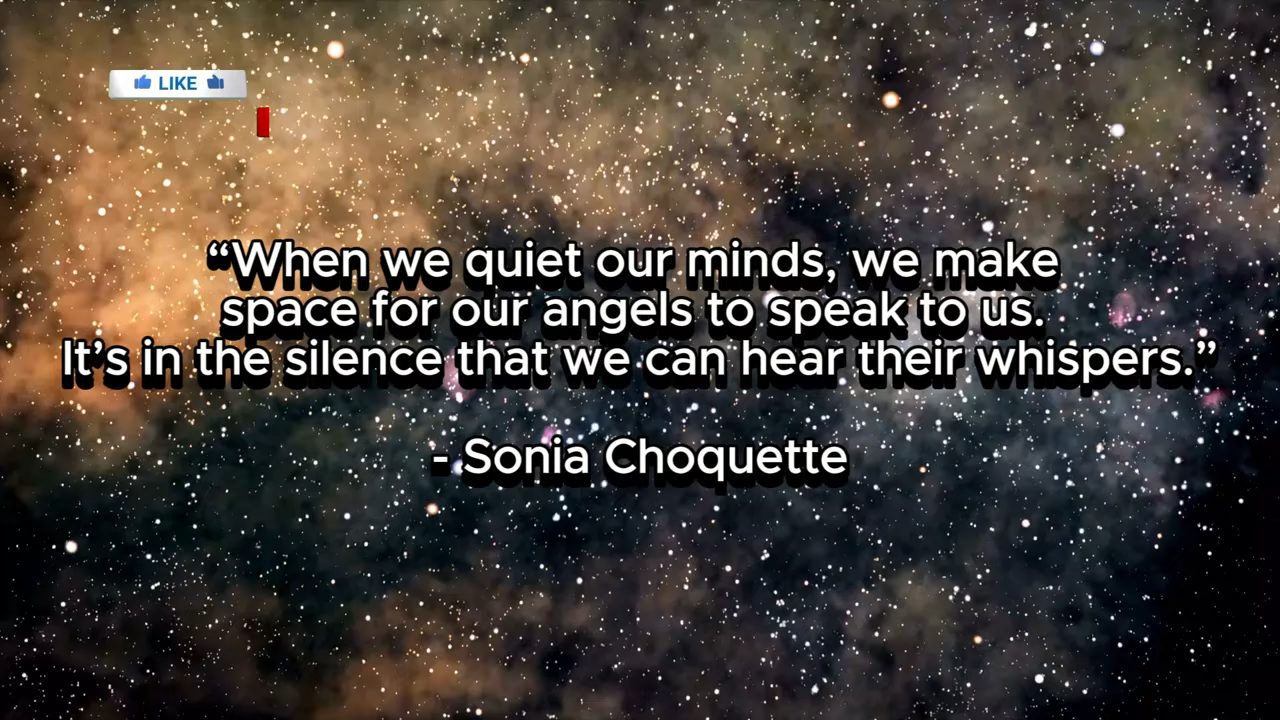 LIKE
“When we quiet our minds, we make
space for our angels to speak to us.
It’s in the silence that we can hear their whispers.”
- Sonia Choquette